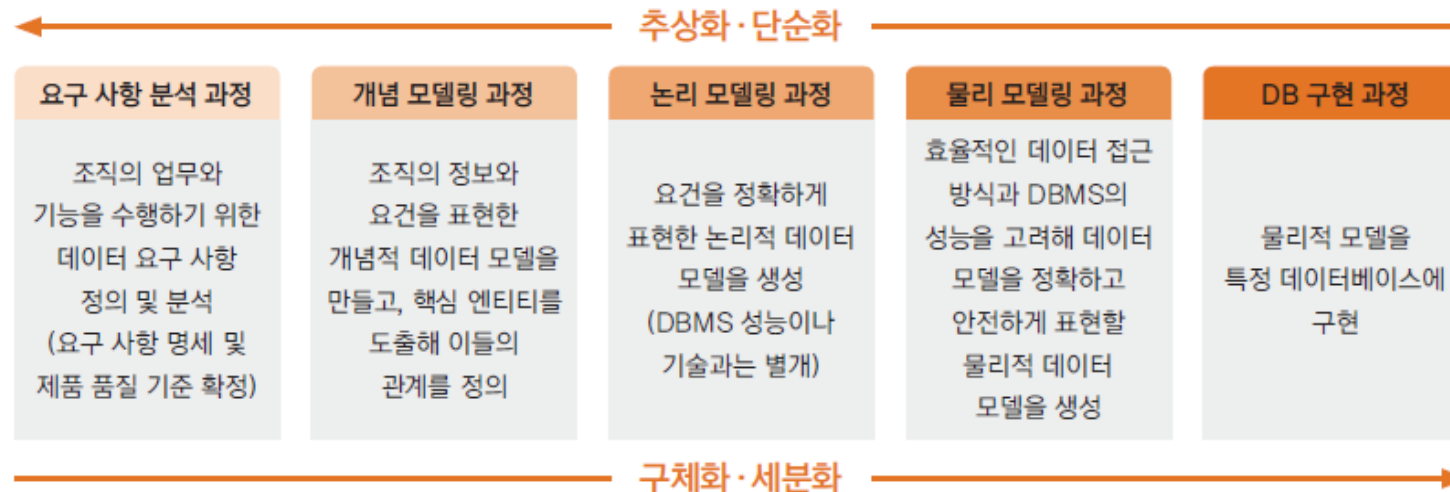 추상화·단순화
요구 사항 분석 과정
조직의 업무와
기능을 수행하기 위한
데이터 요구 사항
정의 및 분석
(요구 사항 명세 및
제품 품질 기준 확정)
개념 모델링 과정
조직의 정보와
요건을 표현한
개념적 데이터 모델을
만들고, 핵심 엔티티를
도출해 이들의
관계를 정의
논리 모델링 과정
요건을 정확하게
표현한 논리적 데이터
모델을 생성
(DBMS 성능이나
기술과는 별개)
물리 모델링 과정
효율적인 데이터 접근
방식과 DBMS의
성능을 고려해 데이터
모델을 정확하고
안전하게 표현할
물리적 데이터
모델을 생성
DB 구현 과정
물리적 모델을
특정 데이터베이스에
구현
구체화·세분화